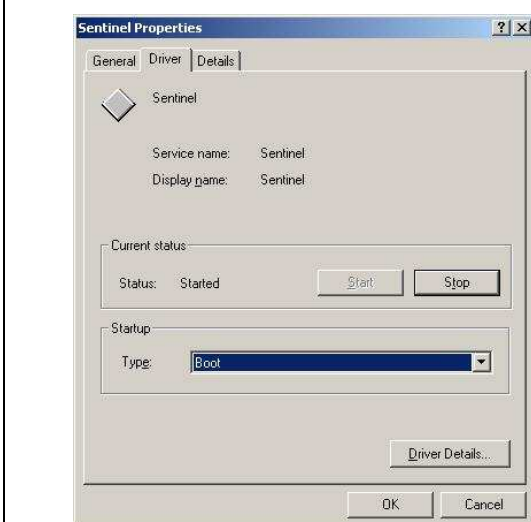 Sentinel Properties
General Driver Details
Sentinel
Service name: Sentinel
Display name: Sentinel
Current status
Status: Started Start Stop
Startup
Type: Boot
Driver Details...
OK Cancel